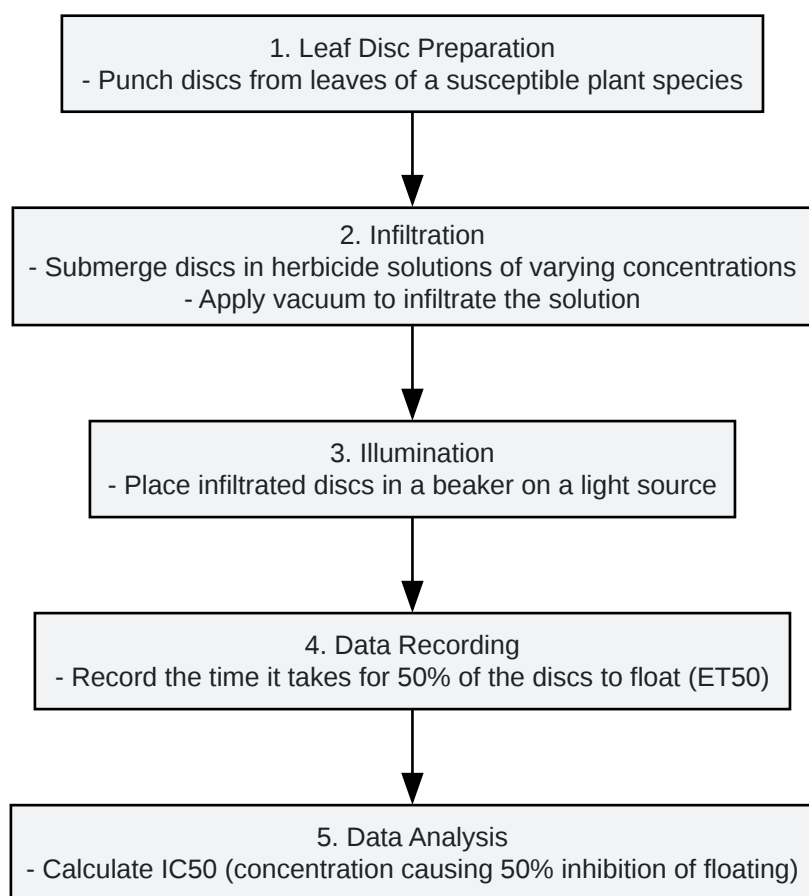 1. Leaf Disc Preparation
- Punch discs from leaves of a susceptible plant species
2. Infiltration
- Submerge discs in herbicide solutions of varying concentrations
- Apply vacuum to infiltrate the solution
3. Illumination
- Place infiltrated discs in a beaker on a light source
4. Data Recording
- Record the time it takes for 50% of the discs to float (ET50)
5. Data Analysis
- Calculate IC50 (concentration causing 50% inhibition of floating)